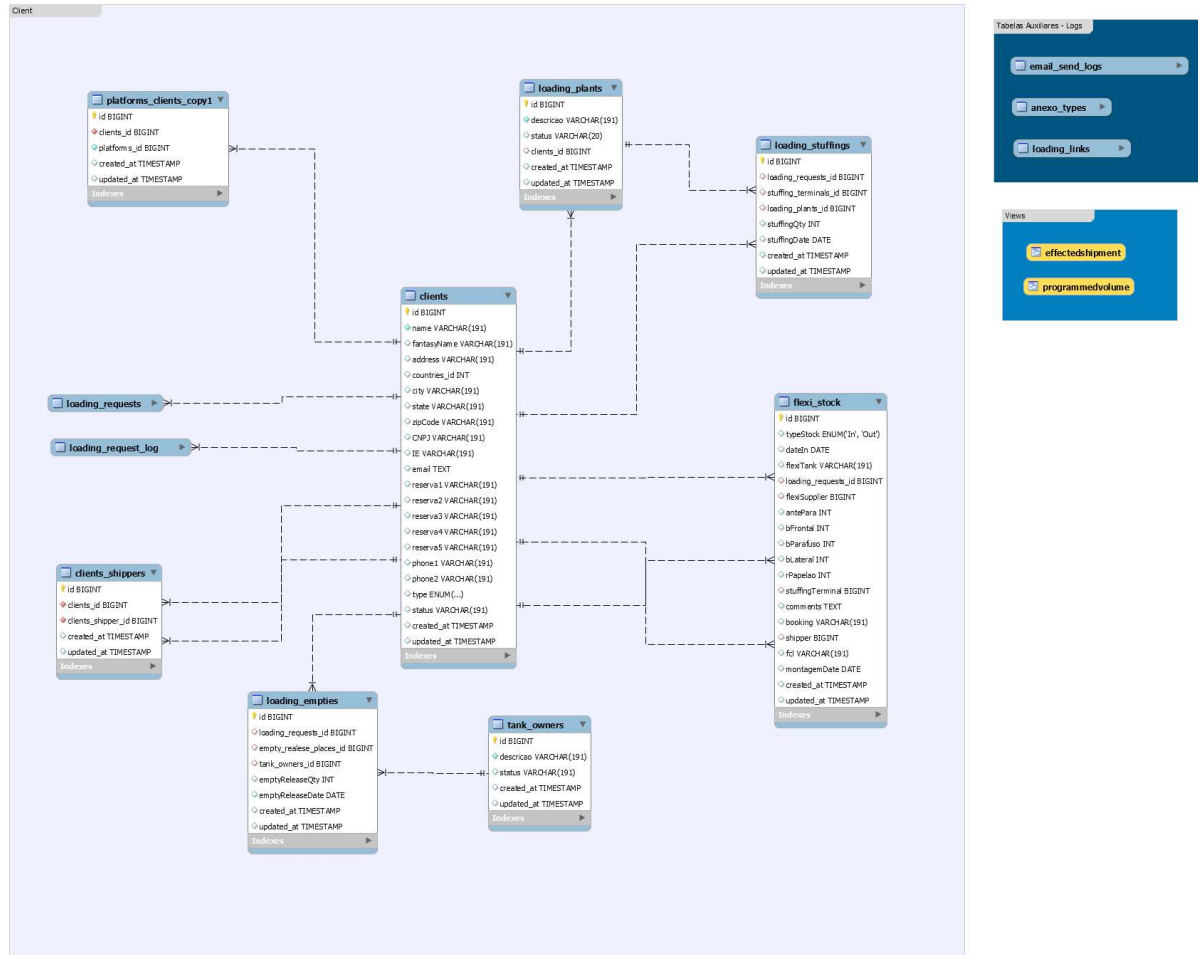 Client
platforms_clients_copy1
id BIGINT
clients_id BIGINT
platforms_id BIGINT
created_at TIMESTAMP
updated_at TIMESTAMP
Indexes
loading_plants
id BIGINT
descricao VARCHAR(191)
status VARCHAR(20)
clients_id BIGINT
created_at TIMESTAMP
updated_at TIMESTAMP
Indexes
loading_stuffings
id BIGINT
loading_requests_id BIGINT
stuffing_terminals_id BIGINT
loading_plants_id BIGINT
stuffingQty INT
stuffingDate DATE
created_at TIMESTAMP
updated_at TIMESTAMP
Indexes
clients
id BIGINT
name VARCHAR(191)
fantasyName VARCHAR(191)
address VARCHAR(191)
countries_id INT
city VARCHAR(191)
state VARCHAR(191)
zipCode VARCHAR(191)
CNPJ VARCHAR(191)
IE VARCHAR(191)
email TEXT
reserva1 VARCHAR(191)
reserva2 VARCHAR(191)
reserva3 VARCHAR(191)
reserva4 VARCHAR(191)
reserva5 VARCHAR(191)
phone1 VARCHAR(191)
phone2 VARCHAR(191)
type ENUM(...)
status VARCHAR(191)
created_at TIMESTAMP
updated_at TIMESTAMP
Indexes
loading_requests
loading_request_log
flexi_stock
id BIGINT
typeStock ENUM('In', 'Out')
dateIn DATE
flexiTank VARCHAR(191)
loading_requests_id BIGINT
flexiSupplier BIGINT
antePara INT
bFrontal INT
bParafuso INT
bLateral INT
rPapelao INT
stuffingTerminal BIGINT
comments TEXT
booking VARCHAR(191)
shipper BIGINT
fcl VARCHAR(191)
montagemDate DATE
created_at TIMESTAMP
updated_at TIMESTAMP
Indexes
clients_shippers
id BIGINT
clients_id BIGINT
clients_shipper_id BIGINT
created_at TIMESTAMP
updated_at TIMESTAMP
Indexes
loading_empties
id BIGINT
loading_requests_id BIGINT
empty_realese_places_id BIGINT
tank_owners_id BIGINT
emptyReleaseQty INT
emptyReleaseDate DATE
created_at TIMESTAMP
updated_at TIMESTAMP
Indexes
tank_owners
id BIGINT
descricao VARCHAR(191)
status VARCHAR(191)
created_at TIMESTAMP
updated_at TIMESTAMP
Indexes
Tabelas Auxiliares - Logs
email_send_logs
anexo_types
loading_links
Views
effectedshipment
programmedvolume